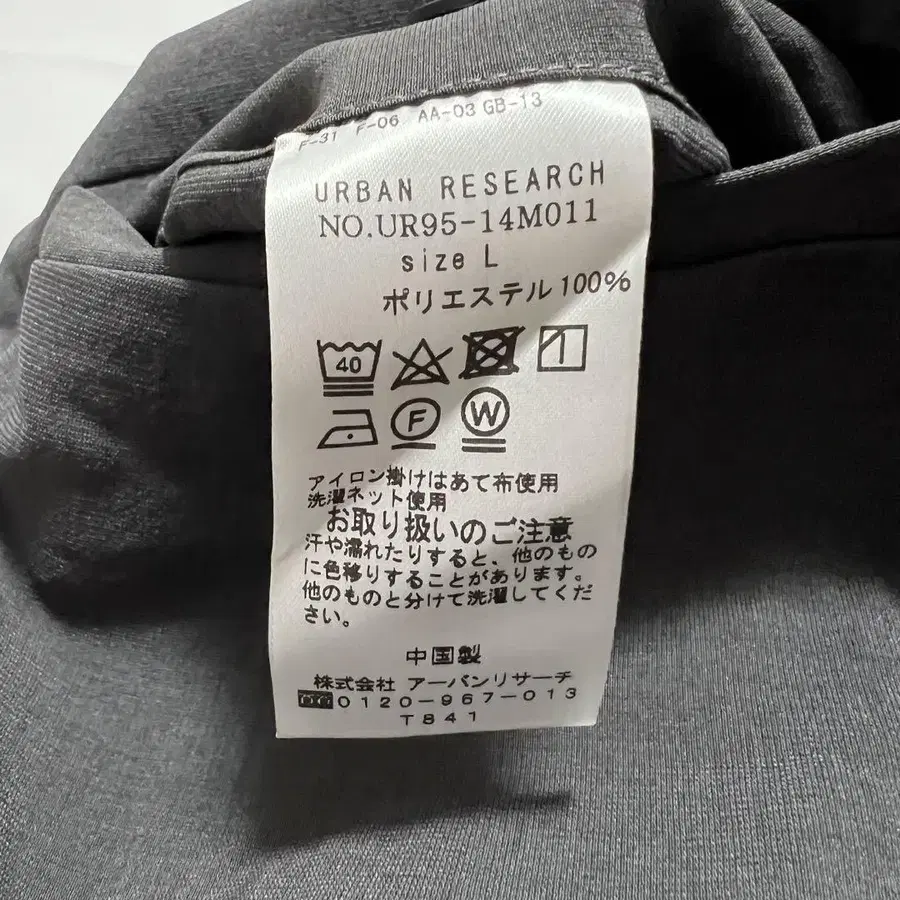 F-31 F-06 AA-03 GB-13
URBAN RESEARCH
NO.UR95-14M011
size L
ポリエステル100%
40
F W
アイロン掛けはあて布使用
洗濯ネット使用
お取り扱いのご注意
汗や濡れたりすると、他のもの
に色移りすることがあります。
他のものと分けて洗濯してくだ
さい。
中国製
株式会社 アーバンリサーチ
0120-967-013
T841